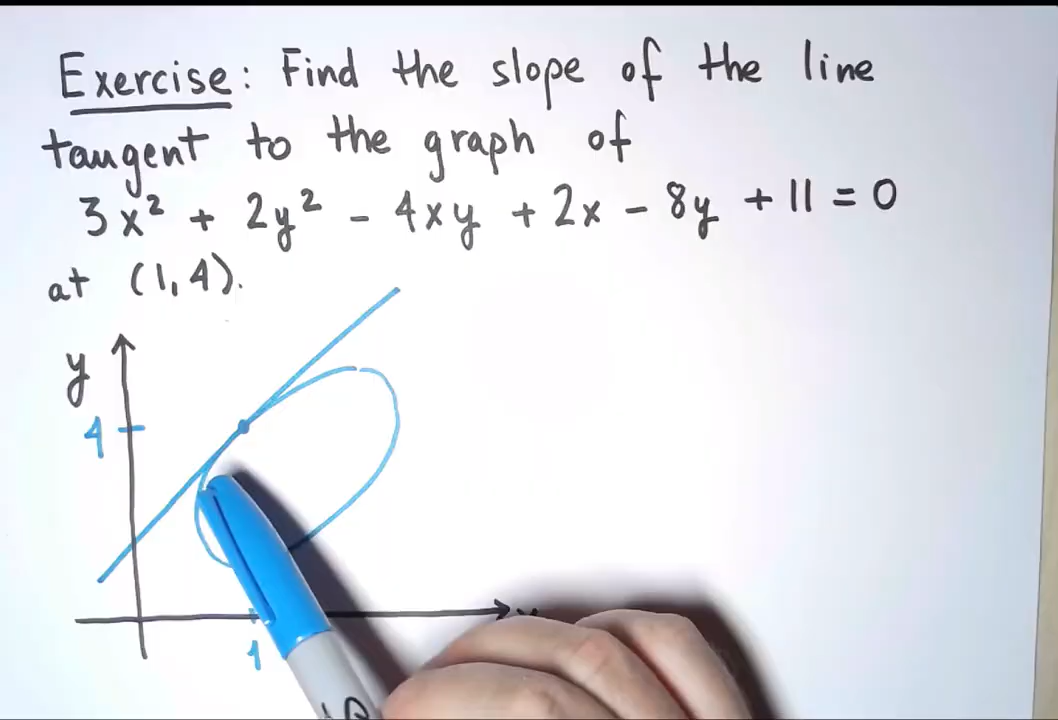 Exercise: Find the slope of the line
tangent to the graph of
3x² + 2y² - 4xy + 2x - 8y + 11 = 0
at (1,4).
y
4
1